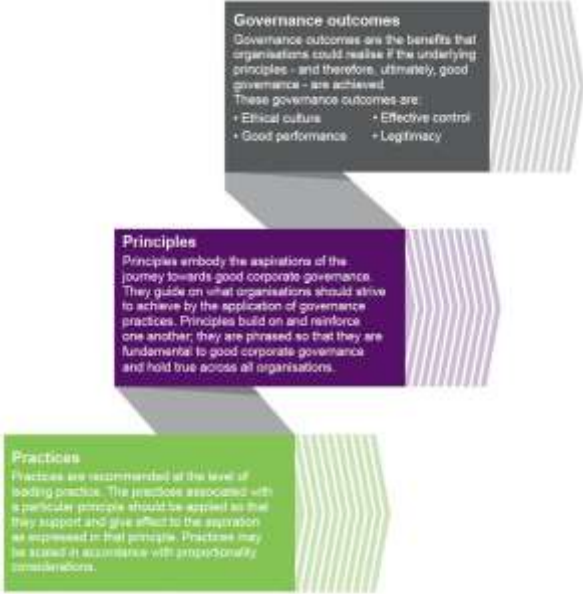 Governance outcomes
Governance outcomes are the benefits that
organisations could realise if the underlying
principles - and therefore, ultimately, good
governance - are achieved.
These governance outcomes are:
• Ethical culture • Effective control
• Good performance • Legitimacy
Principles
Principles embody the aspirations of the
journey towards good corporate governance.
They guide on what organisations should strive
to achieve by the application of governance
practices. Principles build on and reinforce
one another; they are phrased so that they are
fundamental to good corporate governance
and hold true across all organisations.
Practices
Practices are recommended at the level of
leading practice. The practices associated with
a particular principle should be applied so that
they support and give effect to the aspiration
as expressed in that principle. Practices may
be scaled in accordance with proportionality
considerations.